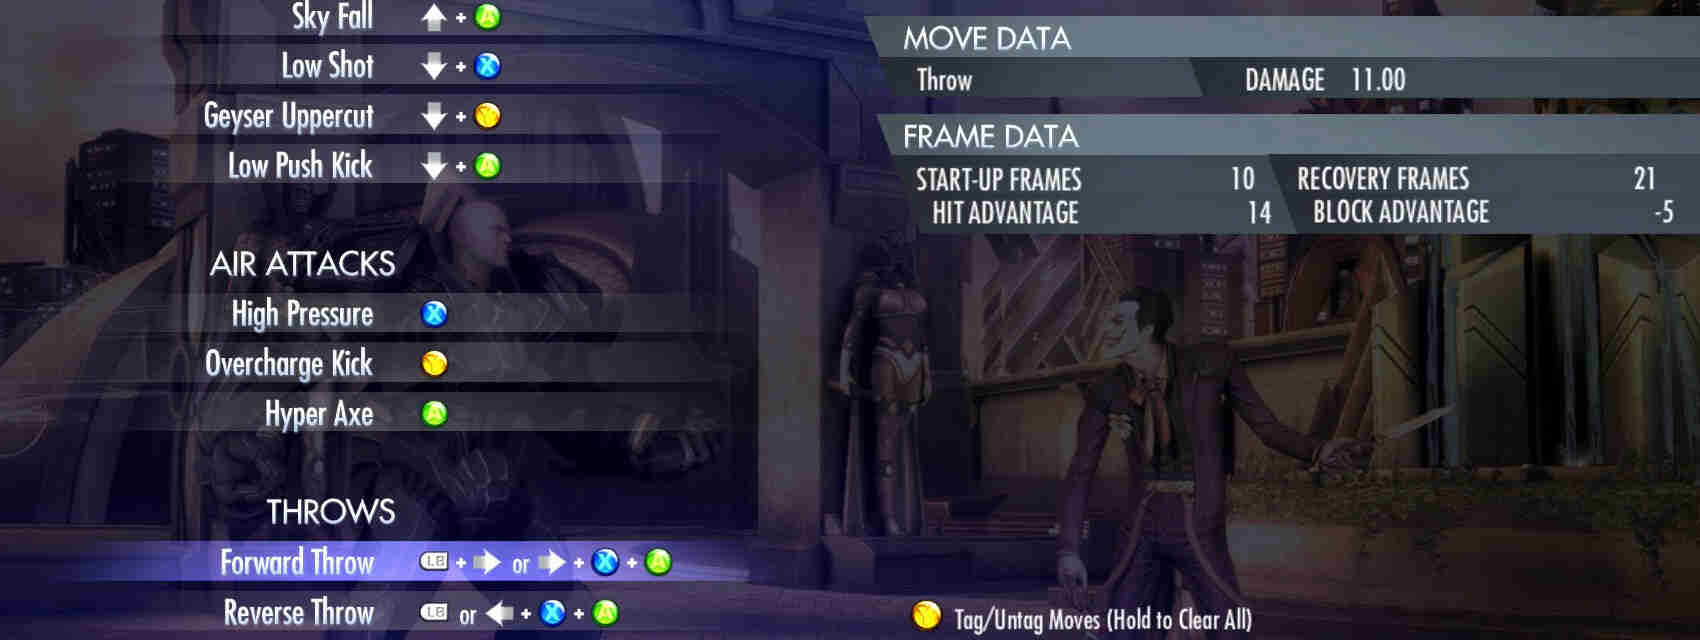 Sky Fall + A
Low Shot + X
Geyser Uppercut + Y
Low Push Kick + A
AIR ATTACKS
High Pressure X
Overcharge Kick Y
Hyper Axe A
THROWS
Forward Throw LB + or + X + A
Reverse Throw LB or + X + A
MOVE DATA
Throw DAMAGE 11.00
FRAME DATA
START-UP FRAMES 10 RECOVERY FRAMES 21
HIT ADVANTAGE 14 BLOCK ADVANTAGE -5
Y Tag/Untag Moves (Hold to Clear All)